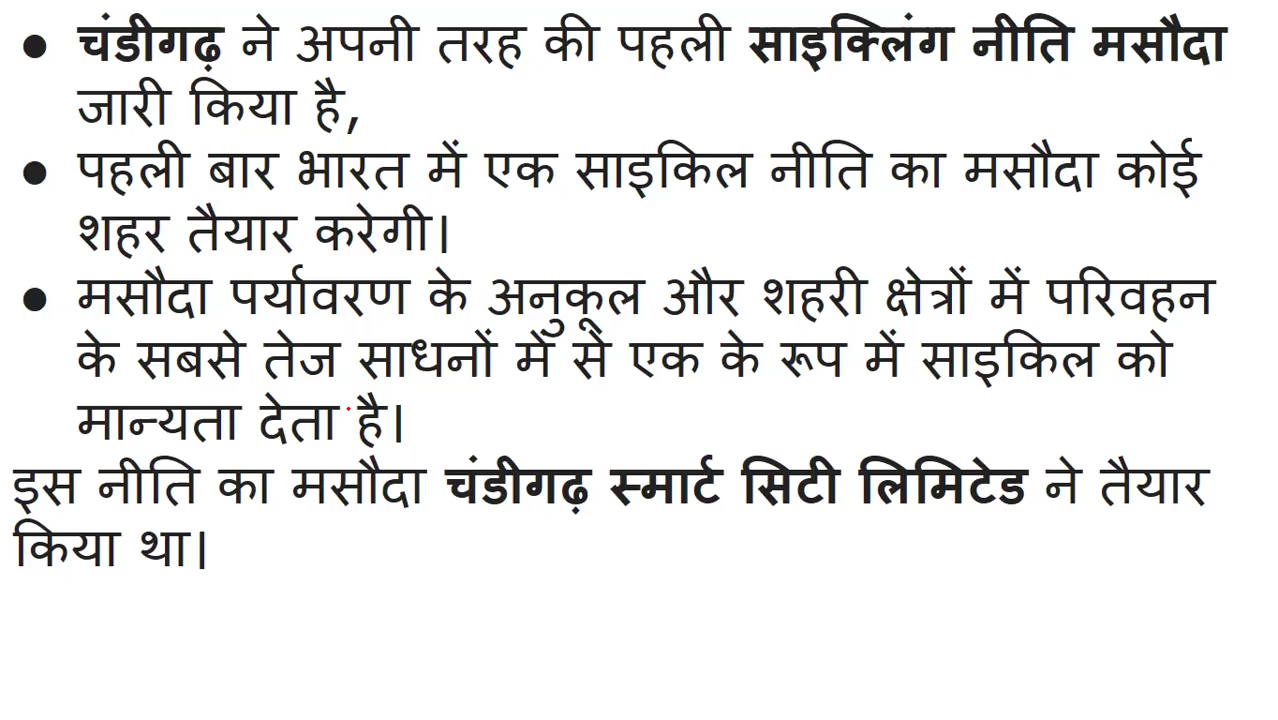 ● चंडीगढ़ ने अपनी तरह की पहली साइक्लिंग नीति मसौदा
जारी किया है,
● पहली बार भारत में एक साइकिल नीति का मसौदा कोई
शहर तैयार करेगी।
● मसौदा पर्यावरण के अनुकूल और शहरी क्षेत्रों में परिवहन
के सबसे तेज साधनों में से एक के रूप में साइकिल को
मान्यता देता है।
इस नीति का मसौदा चंडीगढ़ स्मार्ट सिटी लिमिटेड ने तैयार
किया था।